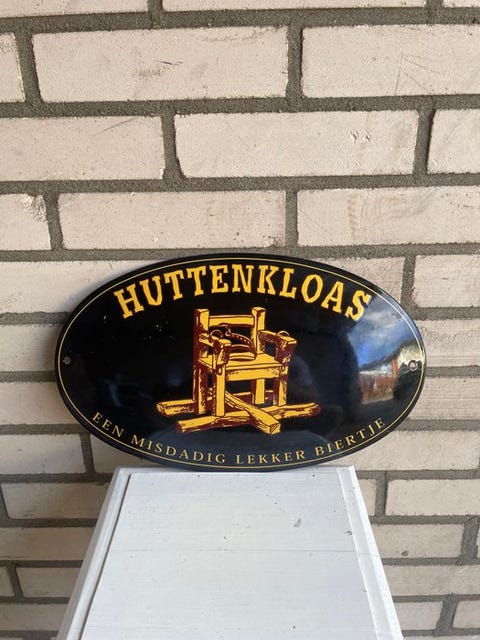 HUTTENKLOAS
EEN MISDADIG LEKKER BIERTJE